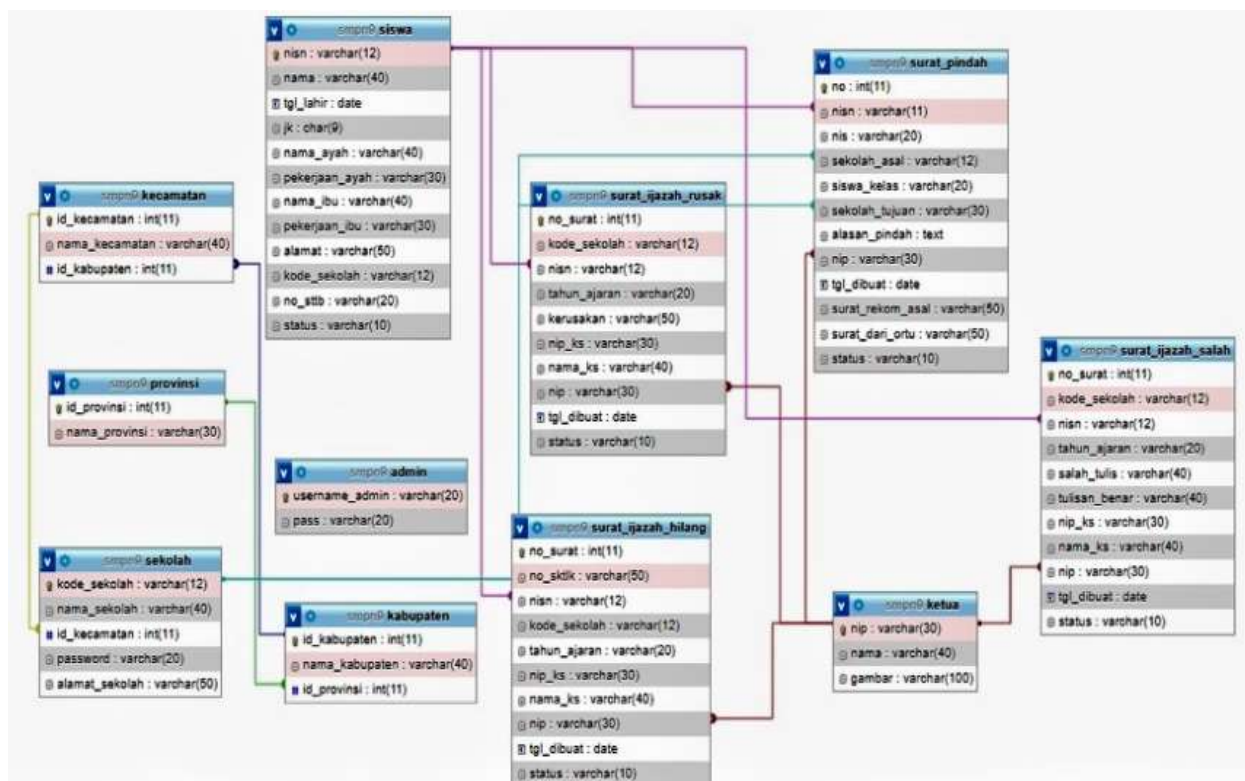 smpn9 siswa
nisn : varchar(12)
nama : varchar(40)
tgl_lahir : date
jk : char(9)
nama_ayah : varchar(40)
pekerjaan_ayah : varchar(30)
nama_ibu : varchar(40)
pekerjaan_ibu : varchar(30)
alamat : varchar(50)
kode_sekolah : varchar(12)
no_sttb : varchar(20)
status : varchar(10)
smpn9 surat_pindah
no : int(11)
nisn : varchar(11)
nis : varchar(20)
sekolah_asal : varchar(12)
siswa_kelas : varchar(20)
sekolah_tujuan : varchar(30)
alasan_pindah : text
nip : varchar(30)
tgl_dibuat : date
surat_rekom_asal : varchar(50)
surat_dari_ortu : varchar(50)
status : varchar(10)
smpn9 kecamatan
id_kecamatan : int(11)
nama_kecamatan : varchar(40)
id_kabupaten : int(11)
smpn9 surat_ijazah_rusak
no_surat : int(11)
kode_sekolah : varchar(12)
nisn : varchar(12)
tahun_ajaran : varchar(20)
kerusakan : varchar(50)
nip_ks : varchar(30)
nama_ks : varchar(40)
nip : varchar(30)
tgl_dibuat : date
status : varchar(10)
smpn9 surat_ijazah_salah
no_surat : int(11)
kode_sekolah : varchar(12)
nisn : varchar(12)
tahun_ajaran : varchar(20)
salah_tulis : varchar(40)
tulisan_benar : varchar(40)
nip_ks : varchar(30)
nama_ks : varchar(40)
nip : varchar(30)
tgl_dibuat : date
status : varchar(10)
smpn9 provinsi
id_provinsi : int(11)
nama_provinsi : varchar(30)
smpn9 admin
username_admin : varchar(20)
pass : varchar(20)
smpn9 surat_ijazah_hilang
no_surat : int(11)
no_sktlk : varchar(50)
nisn : varchar(12)
kode_sekolah : varchar(12)
tahun_ajaran : varchar(20)
nip_ks : varchar(30)
nama_ks : varchar(40)
nip : varchar(30)
tgl_dibuat : date
status : varchar(10)
smpn9 sekolah
kode_sekolah : varchar(12)
nama_sekolah : varchar(40)
id_kecamatan : int(11)
password : varchar(20)
alamat_sekolah : varchar(50)
smpn9 kabupaten
id_kabupaten : int(11)
nama_kabupaten : varchar(40)
id_provinsi : int(11)
smpn9 ketua
nip : varchar(30)
nama : varchar(40)
gambar : varchar(100)